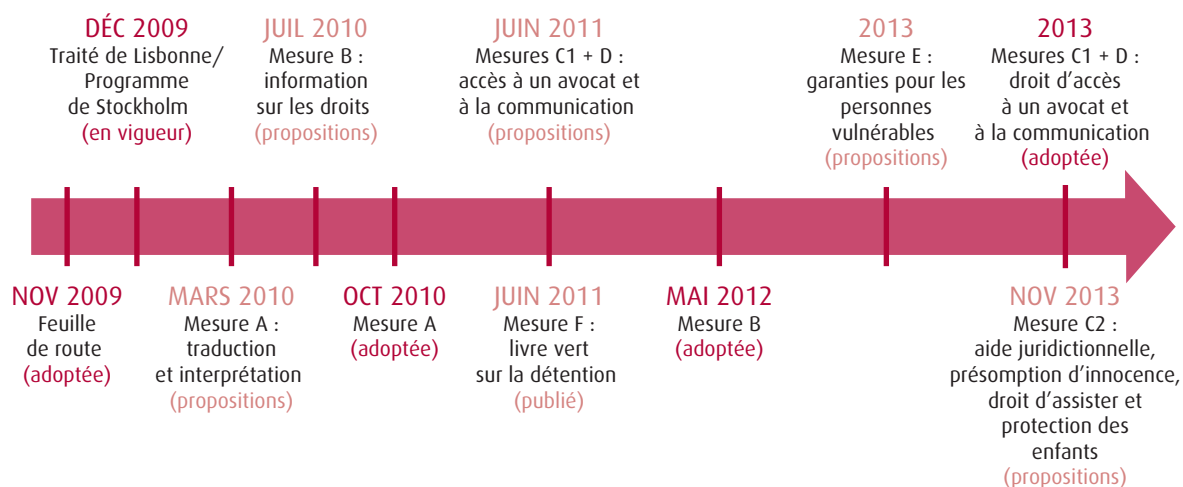 DÉC 2009
Traité de Lisbonne/
Programme
de Stockholm
(en vigueur)
JUIL 2010
Mesure B :
information
sur les droits
(propositions)
JUIN 2011
Mesures C1 + D :
accès à un avocat et
à la communication
(propositions)
2013
Mesure E :
garanties pour les
personnes
vulnérables
(propositions)
2013
Mesures C1 + D :
droit d’accès
à un avocat et
à la communication
(adoptée)
NOV 2009
Feuille
de route
(adoptée)
MARS 2010
Mesure A :
traduction
et interprétation
(propositions)
OCT 2010
Mesure A
(adoptée)
JUIN 2011
Mesure F :
livre vert
sur la détention
(publié)
MAI 2012
Mesure B
(adoptée)
NOV 2013
Mesure C2 :
aide juridictionnelle,
présomption d’innocence,
droit d’assister et
protection des
enfants
(propositions)